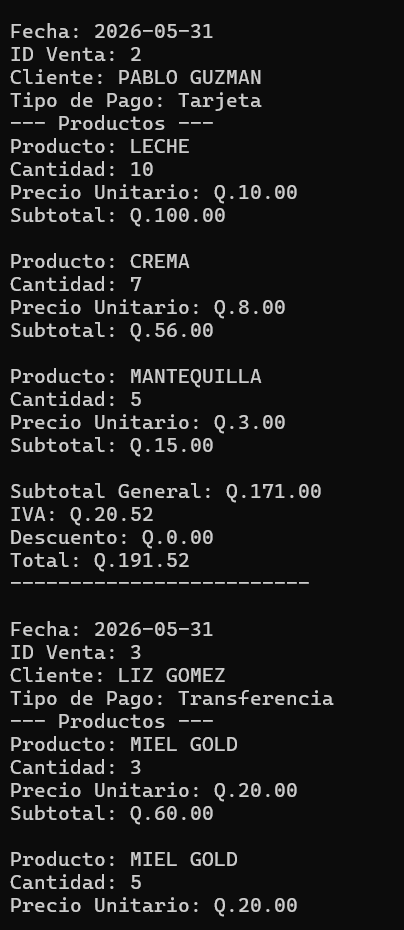 Fecha: 2026-05-31
ID Venta: 2
Cliente: PABLO GUZMAN
Tipo de Pago: Tarjeta
--- Productos ---
Producto: LECHE
Cantidad: 10
Precio Unitario: Q.10.00
Subtotal: Q.100.00

Producto: CREMA
Cantidad: 7
Precio Unitario: Q.8.00
Subtotal: Q.56.00

Producto: MANTEQUILLA
Cantidad: 5
Precio Unitario: Q.3.00
Subtotal: Q.15.00

Subtotal General: Q.171.00
IVA: Q.20.52
Descuento: Q.0.00
Total: Q.191.52
-------------------------

Fecha: 2026-05-31
ID Venta: 3
Cliente: LIZ GOMEZ
Tipo de Pago: Transferencia
--- Productos ---
Producto: MIEL GOLD
Cantidad: 3
Precio Unitario: Q.20.00
Subtotal: Q.60.00

Producto: MIEL GOLD
Cantidad: 5
Precio Unitario: Q.20.00